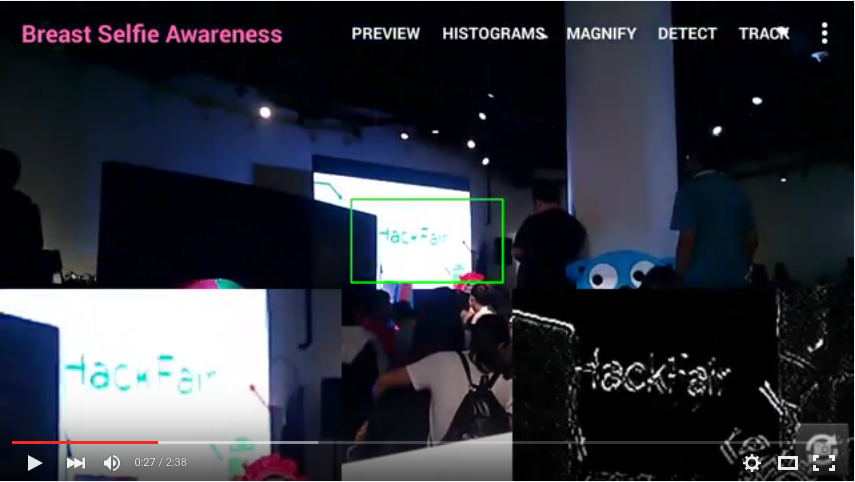 Breast Selfie Awareness PREVIEW HISTOGRAMS MAGNIFY DETECT TRACK
HackFair
HackFair
HackFair
0:27 / 2:38